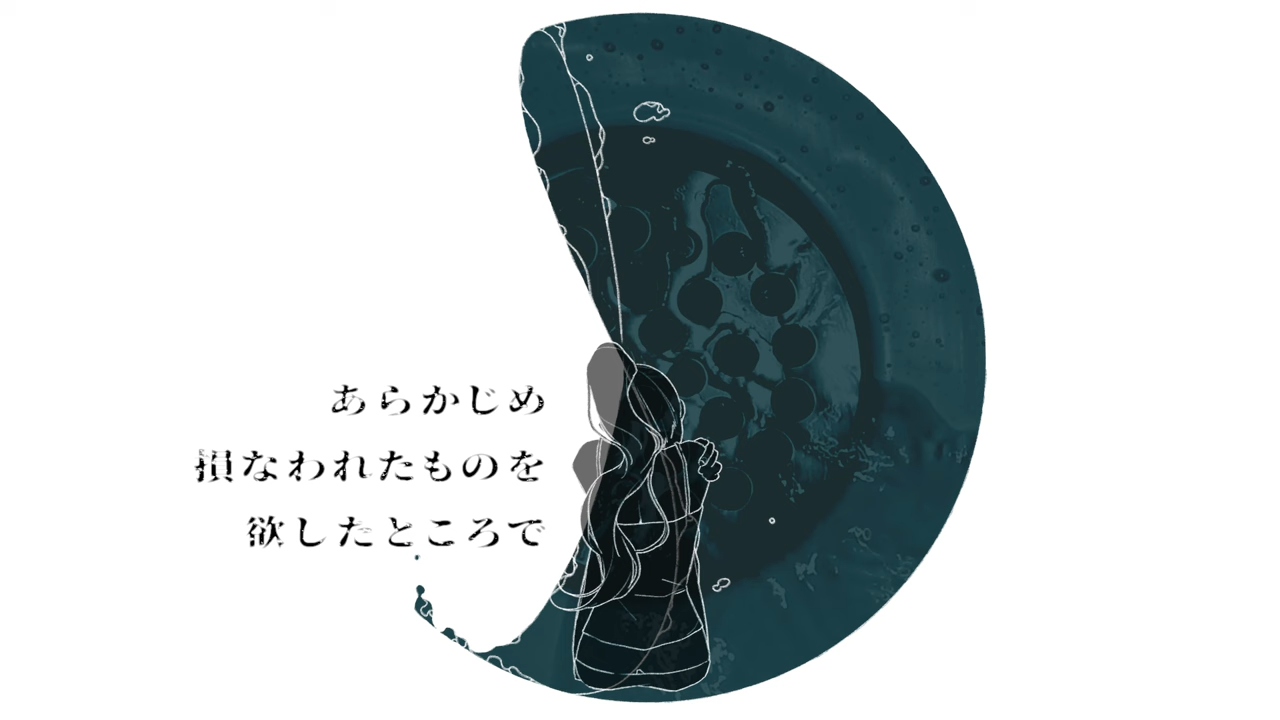 あらかじめ
損なわれたものを
欲したところで